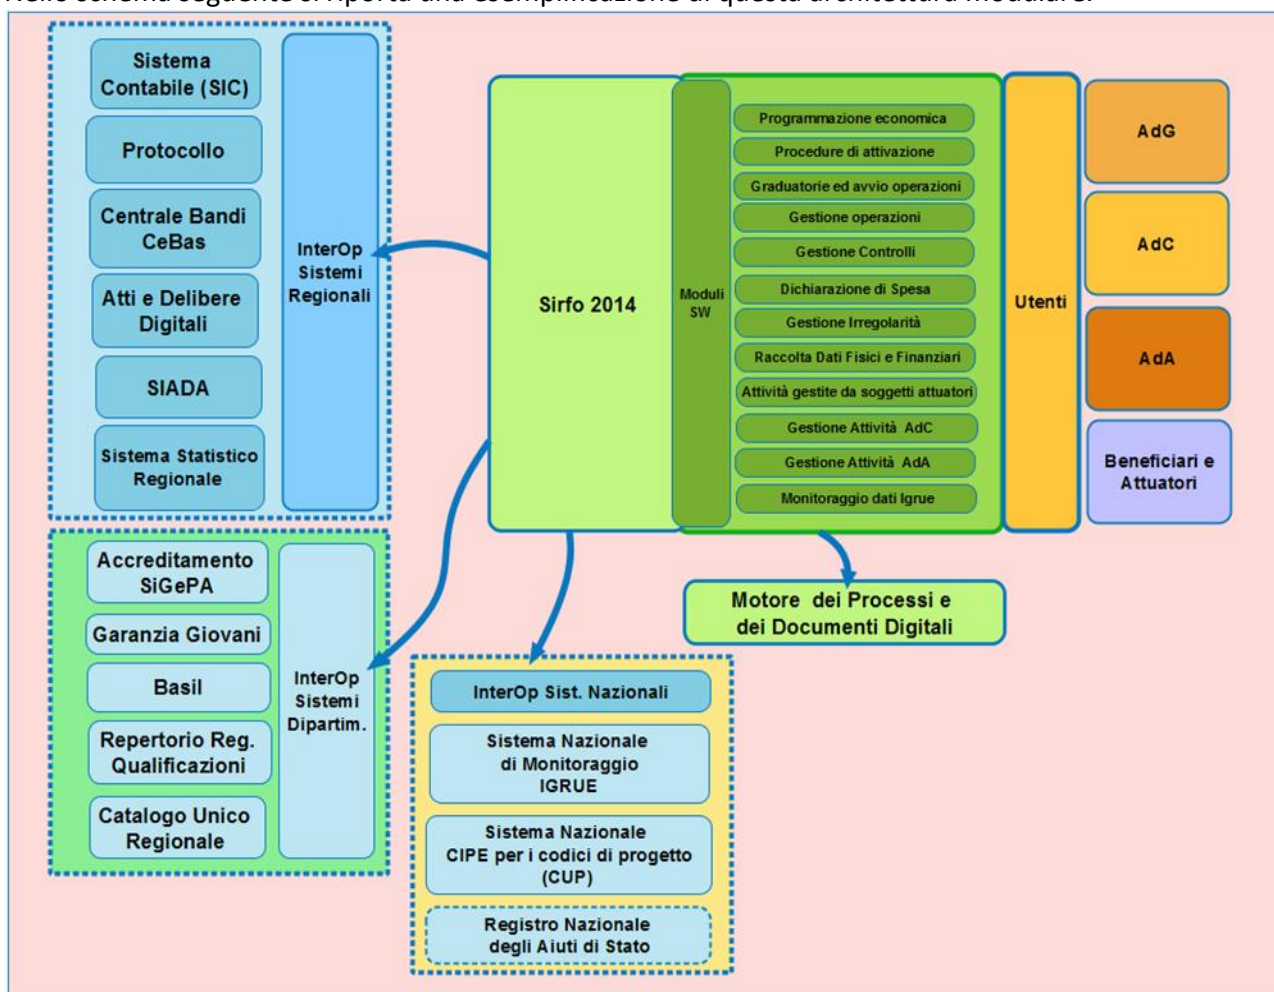 Nello schema seguente si riporta una esemplificazione di questa architettura modulare.
Sistema
Contabile (SIC)
Protocollo
Centrale Bandi
CeBas
Atti e Delibere
Digitali
SIADA
Sistema Statistico
Regionale
InterOp
Sistemi
Regionali
Accreditamento
SiGePA
Garanzia Giovani
Basil
Repertorio Reg.
Qualificazioni
Catalogo Unico
Regionale
InterOp
Sistemi
Dipartim.
Sirfo 2014
Moduli
SW
Programmazione economica
Procedure di attivazione
Graduatorie ed avvio operazioni
Gestione operazioni
Gestione Controlli
Dichiarazione di Spesa
Gestione Irregolarità
Raccolta Dati Fisici e Finanziari
Attività gestite da soggetti attuatori
Gestione Attività AdC
Gestione Attività AdA
Monitoraggio dati Igrue
Utenti
AdG
AdC
AdA
Beneficiari e
Attuatori
Motore dei Processi e
dei Documenti Digitali
InterOp Sist. Nazionali
Sistema Nazionale
di Monitoraggio
IGRUE
Sistema Nazionale
CIPE per i codici di progetto
(CUP)
Registro Nazionale
degli Aiuti di Stato